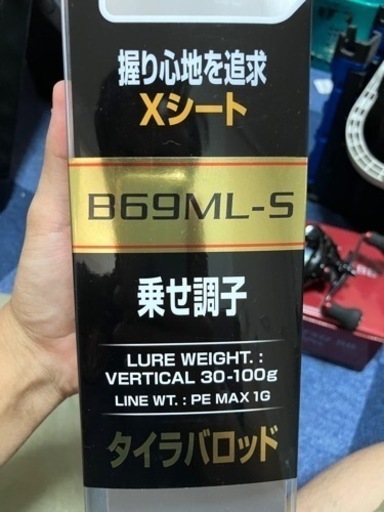 握り心地を追求
Xシート
B69ML-S
乗せ調子
LURE WEIGHT. :
VERTICAL 30-100g
LINE WT. : PE MAX 1G
タイラバロッド